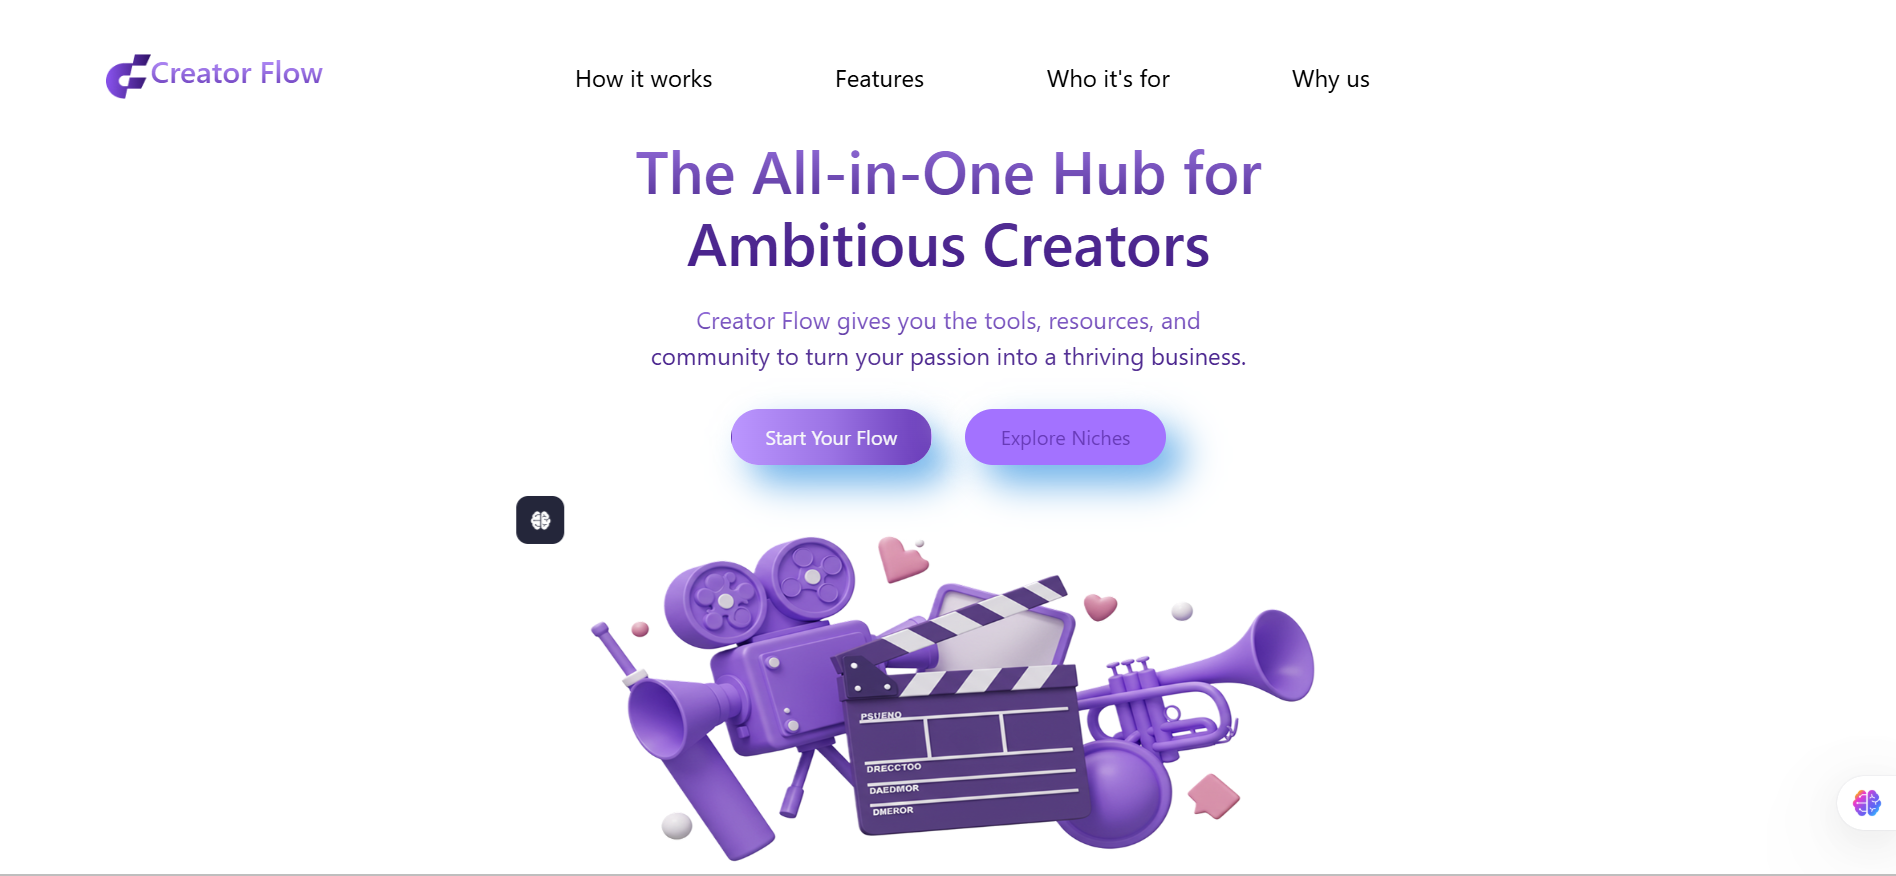 Creator Flow
How it works
Features
Who it's for
Why us
The All-in-One Hub for
Ambitious Creators
Creator Flow gives you the tools, resources, and
community to turn your passion into a thriving business.
Start Your Flow
Explore Niches
PSUENO
DRECCTOO
DAEDMOR
DMEROR